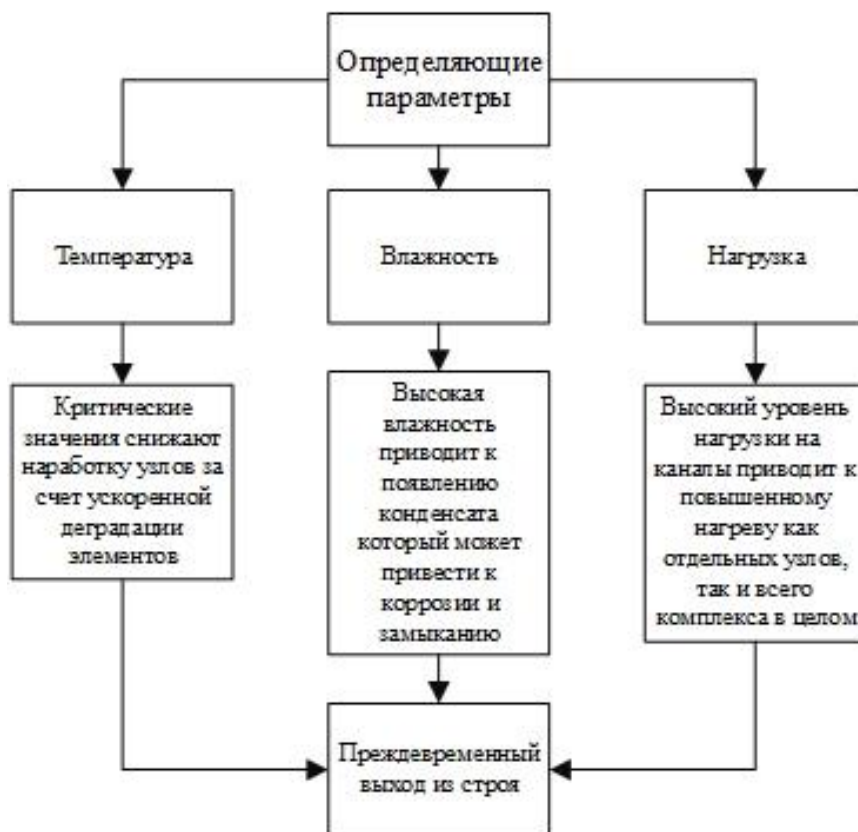 Определяющие
параметры
Температура
Влажность
Нагрузка
Критические
значения снижают
наработку узлов за
счет ускоренной
деградации
элементов
Высокая
влажность
приводит к
появлению
конденсата
который может
привести к
коррозии и
замыканию
Высокий уровень
нагрузки на
каналы приводит к
повышенному
нагреву как
отдельных узлов,
так и всего
комплекса в целом
Преждевременный
выход из строя